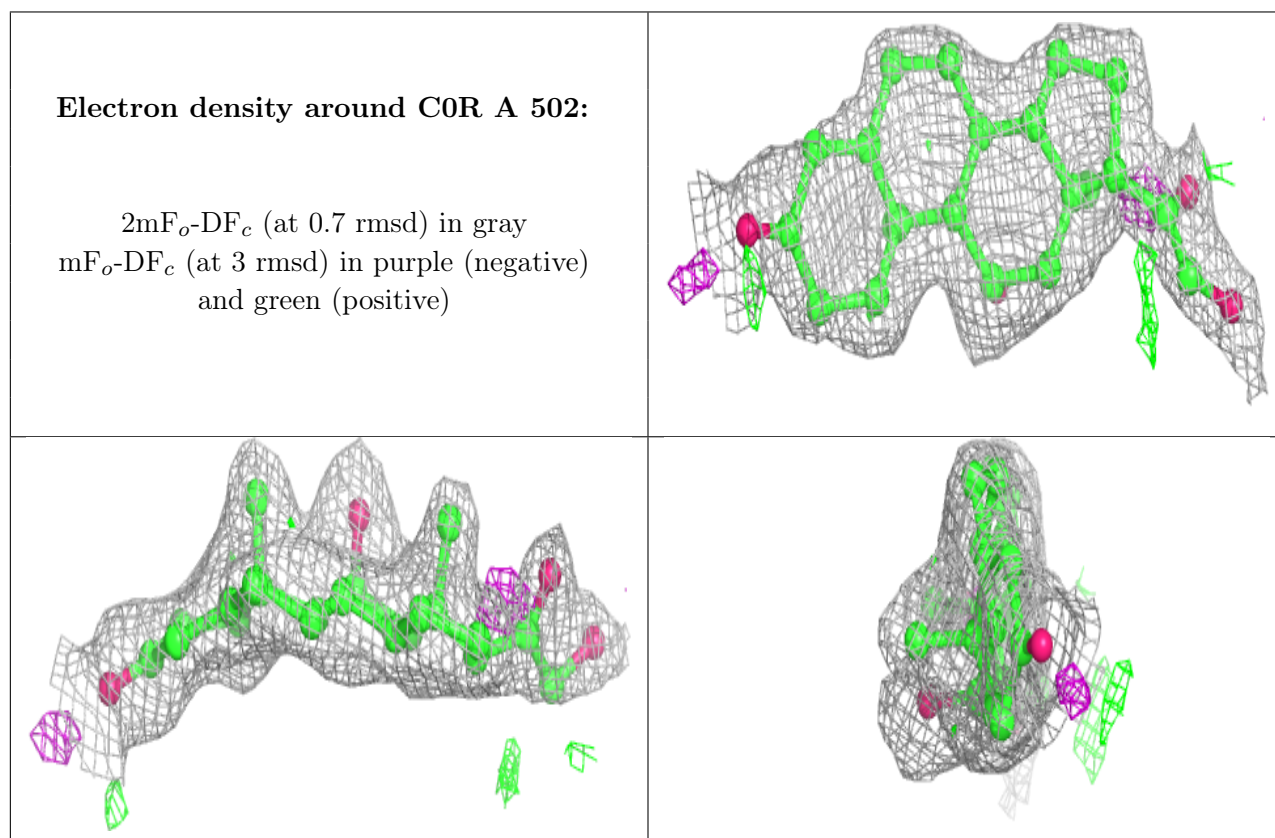 Electron density around C0R A 502:
2mFo-DFc (at 0.7 rmsd) in gray
mFo-DFc (at 3 rmsd) in purple (negative)
and green (positive)